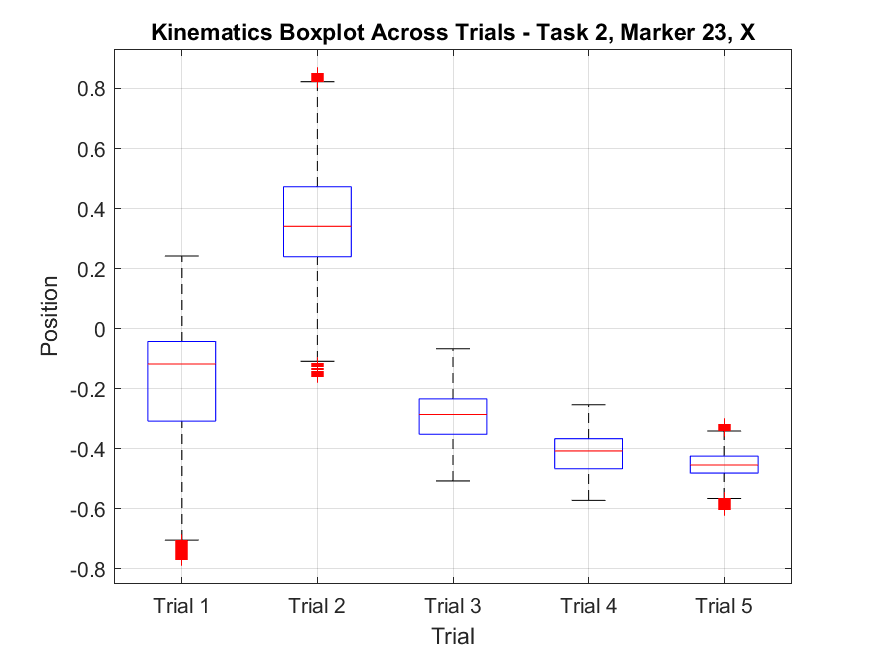 Kinematics Boxplot Across Trials - Task 2, Marker 23, X
0.8
0.6
0.4
0.2
0
-0.2
-0.4
-0.6
-0.8
Position
Trial 1 Trial 2 Trial 3 Trial 4 Trial 5
Trial